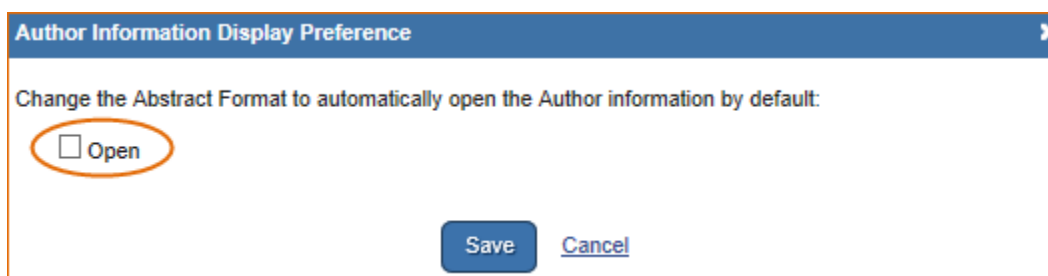 Author Information Display Preference
Change the Abstract Format to automatically open the Author information by default:
Open
Save Cancel